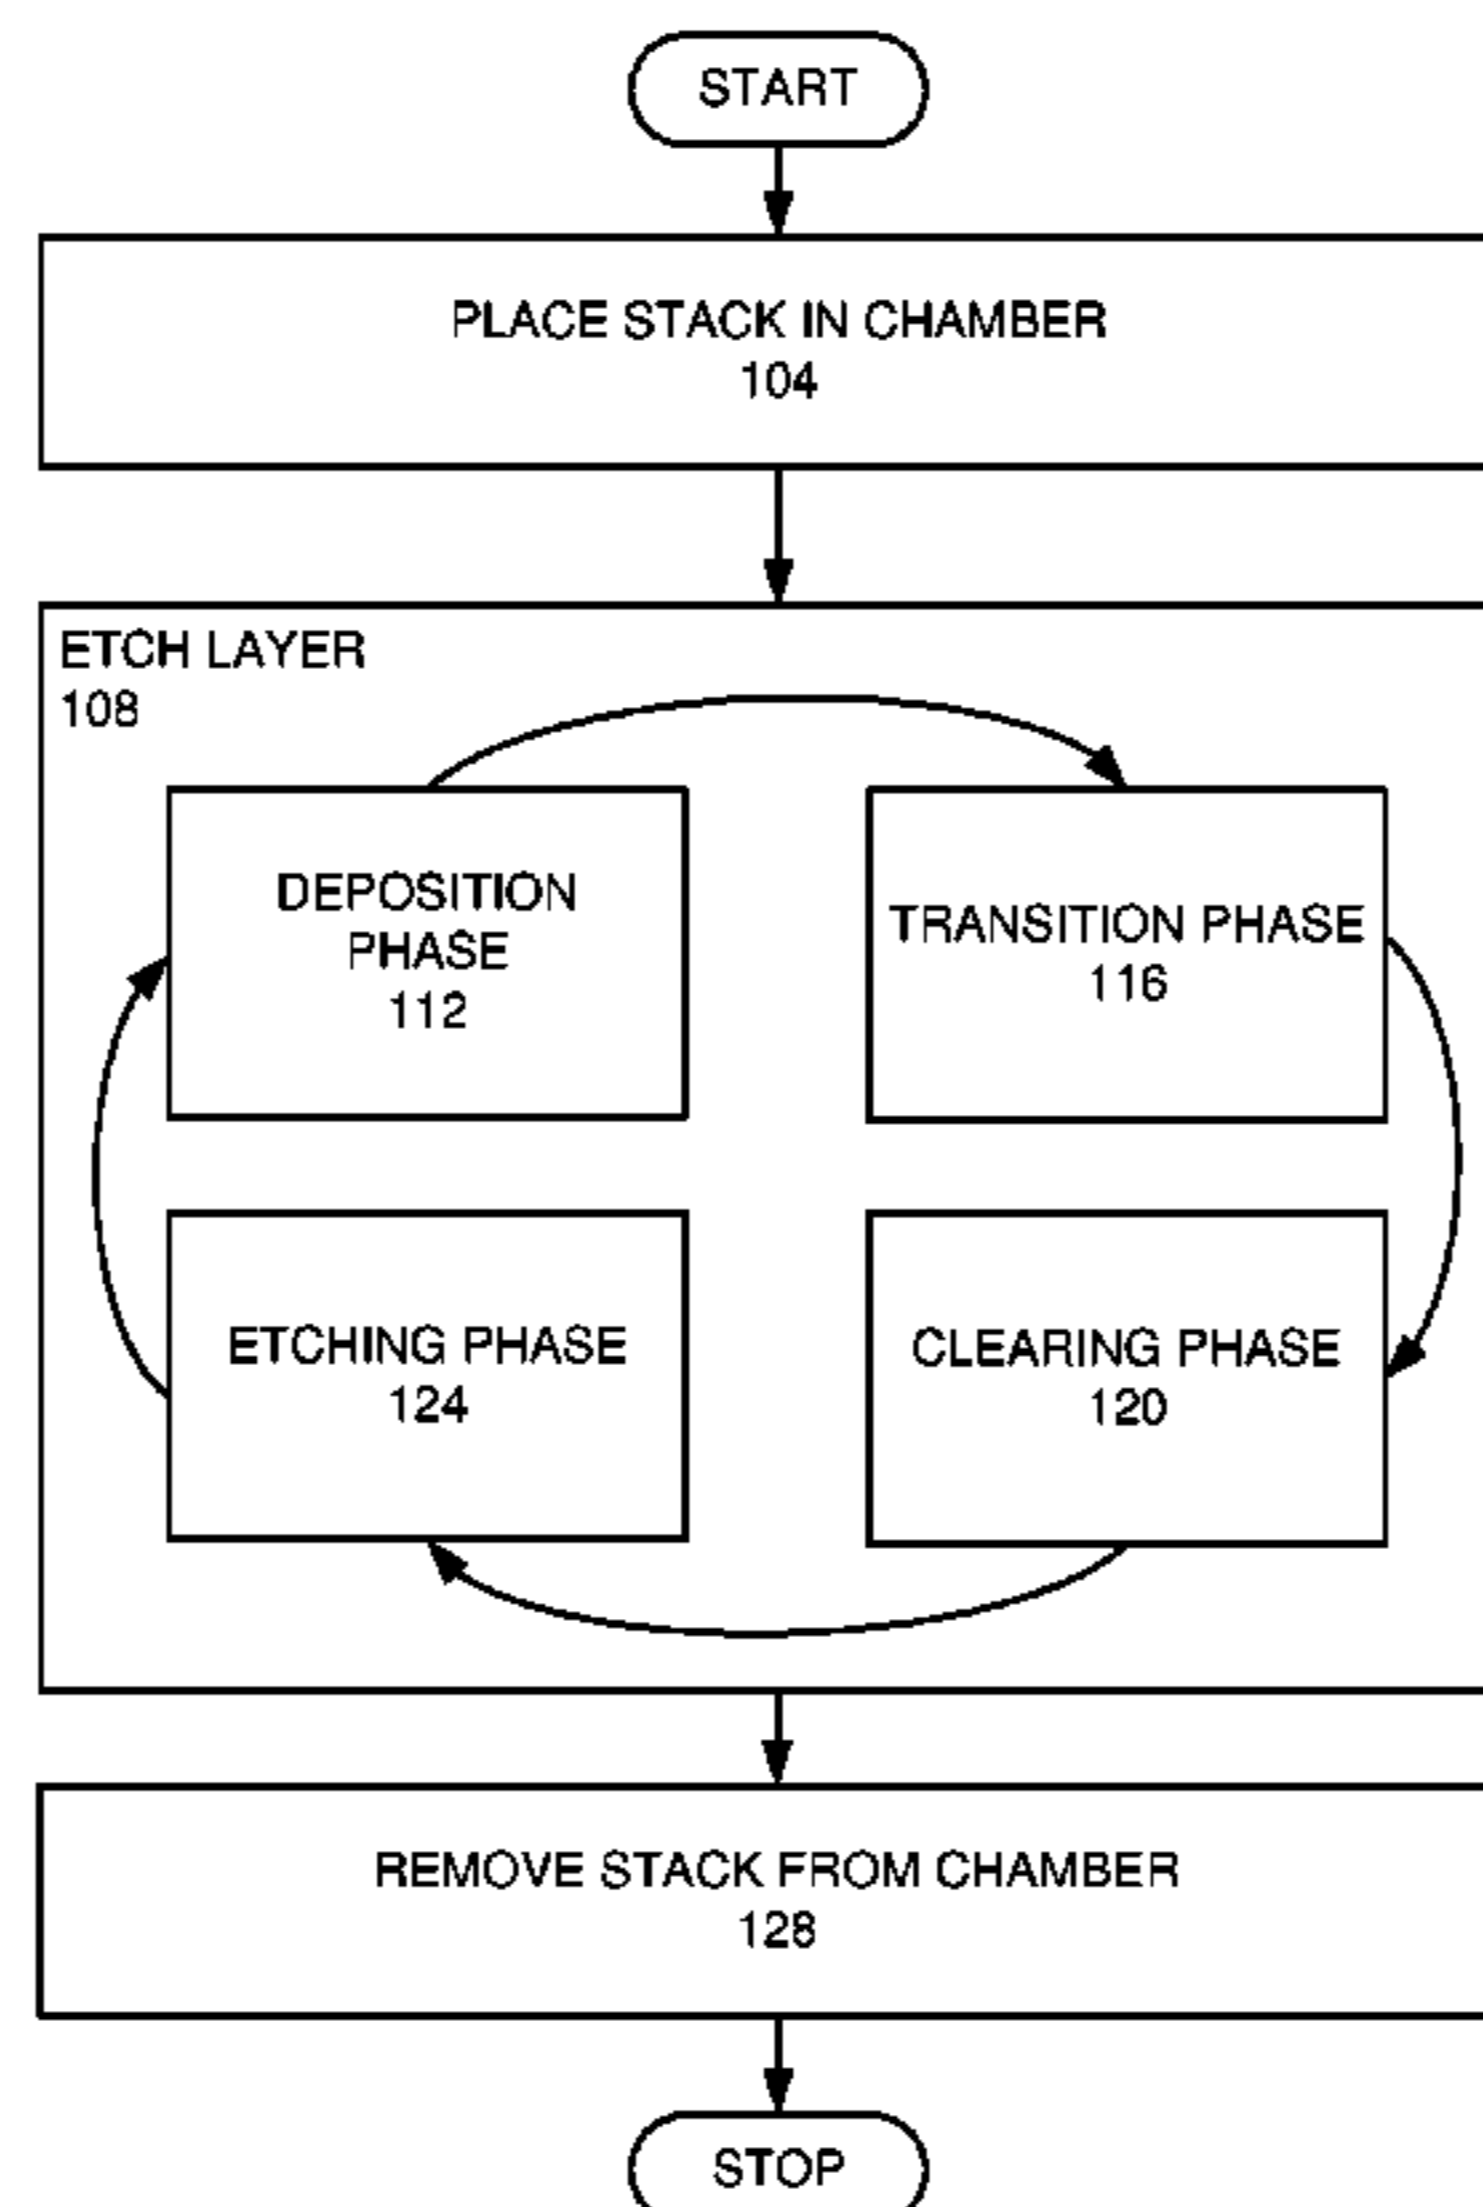 START
PLACE STACK IN CHAMBER
104
ETCH LAYER
108
DEPOSITION
PHASE
112
TRANSITION PHASE
116
ETCHING PHASE
124
CLEARING PHASE
120
REMOVE STACK FROM CHAMBER
128
STOP